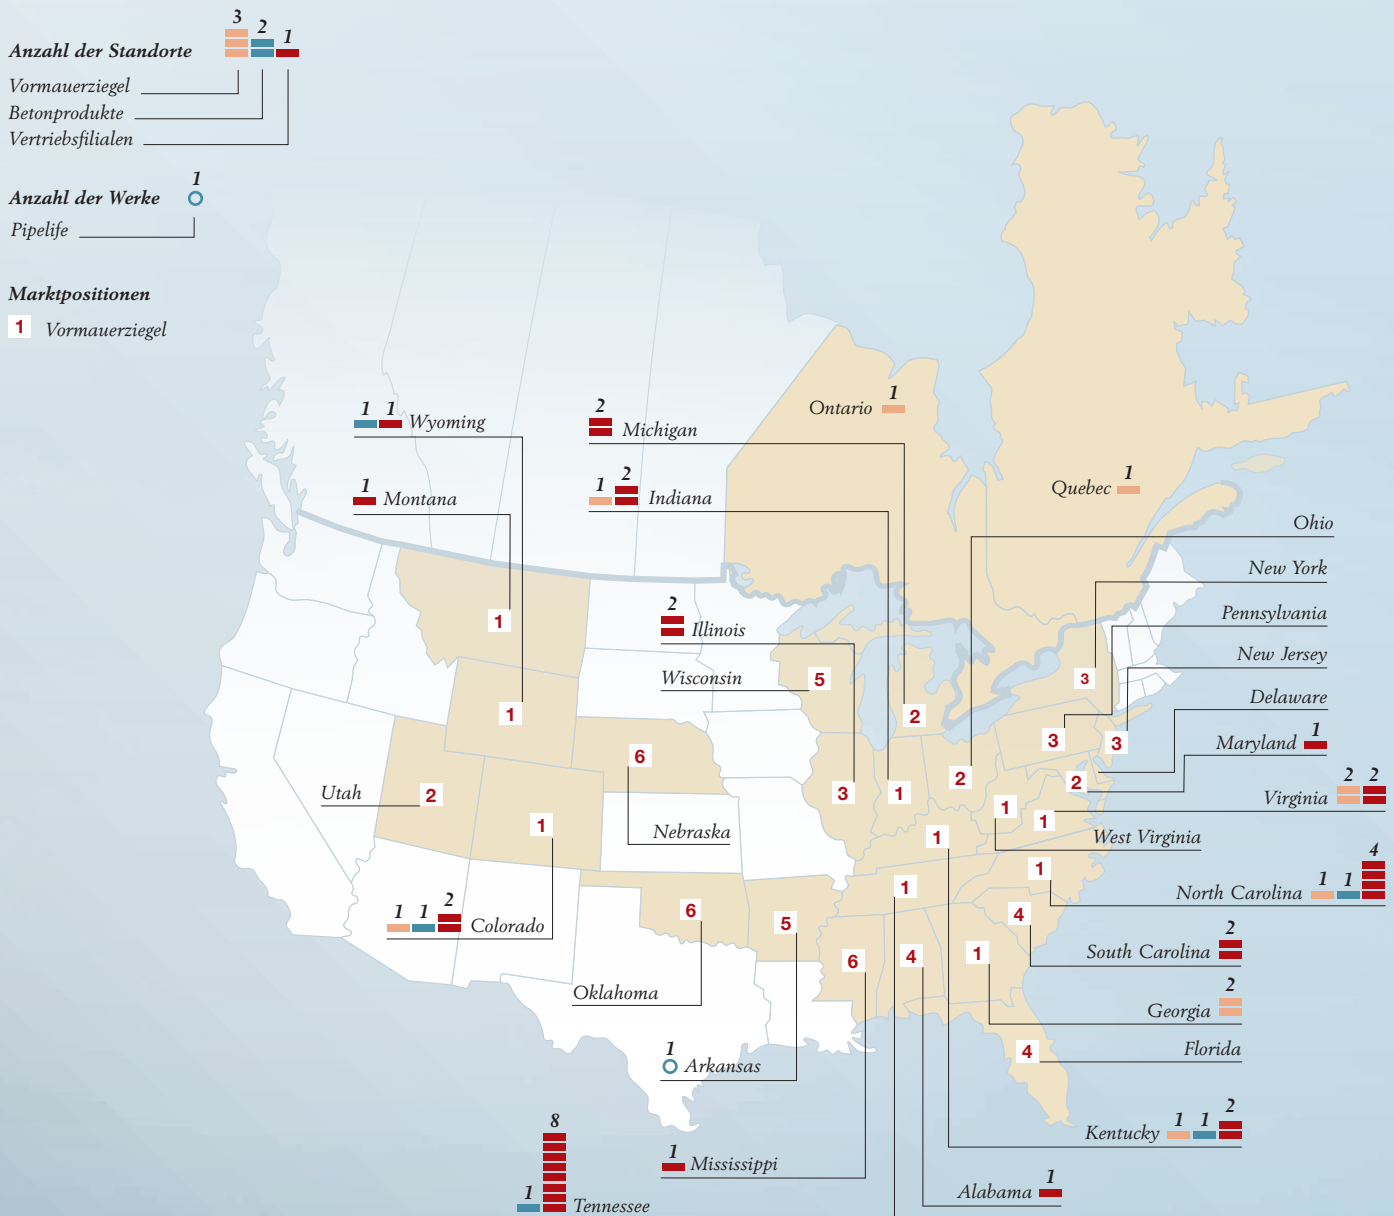 3 2 1
Anzahl der Standorte
Vormauerziegel
Betonprodukte
Vertriebsfilialen
1
Anzahl der Werke
Pipelife
Marktpositionen
1 Vormauerziegel
1 1 Wyoming
1 Montana
2 Michigan
1 2 Indiana
Ontario 1
Quebec 1
Ohio
New York
Pennsylvania
New Jersey
Delaware
Maryland 1
2 2
Virginia
West Virginia
1 1 4
North Carolina
2
South Carolina
2
Georgia
Florida
1 1 2
Kentucky
1
Alabama
2
Illinois
Wisconsin
Utah
Nebraska
1 1 2
Colorado
Oklahoma
1
Arkansas
1
Mississippi
1 8
Tennessee
1
1
5
3
2
6
3
3
2
2
2
3
1
1
1
1
1
1
1
6
5
4
6
4
1
4